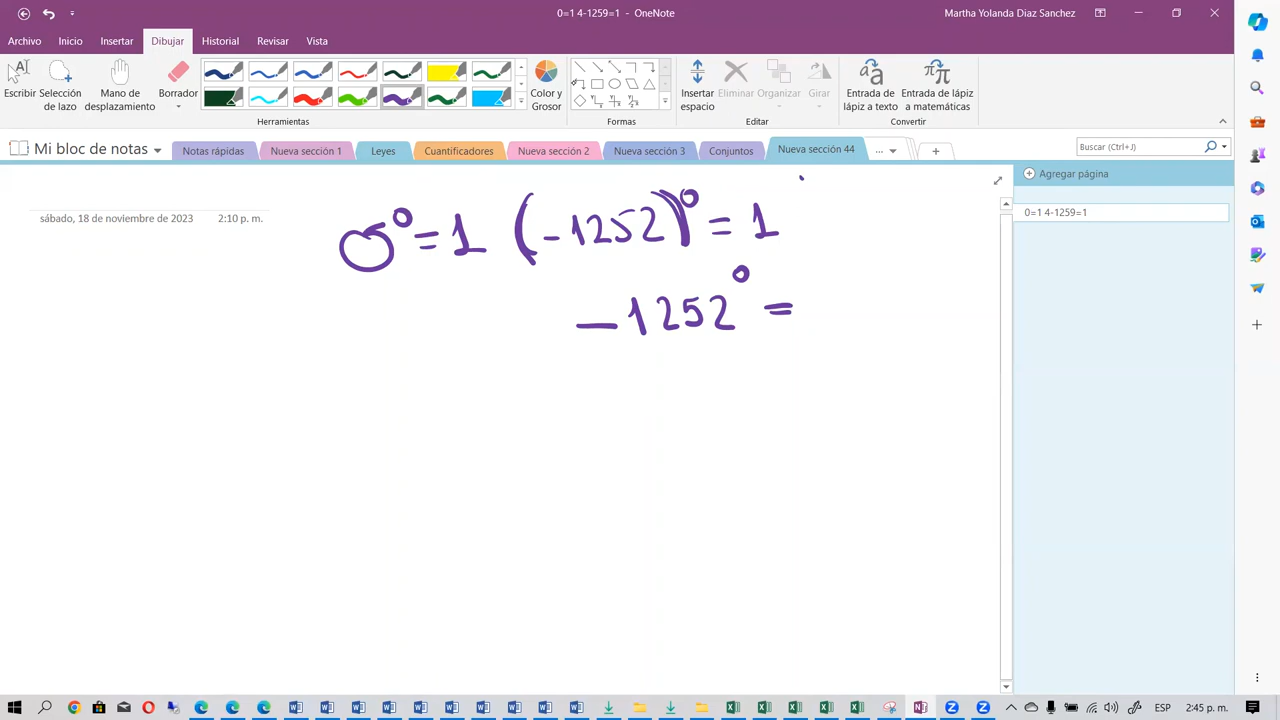 0=1 4-1259=1 - OneNote
Martha Yolanda Diaz Sanchez
Archivo Inicio Insertar Dibujar Historial Revisar Vista
Escribir
Selección de lazo
Mano de desplazamiento
Borrador
Color y Grosor
Insertar espacio
Eliminar
Organizar
Girar
Entrada de lápiz a texto
Entrada de lápiz a matemáticas
Herramientas
Formas
Editar
Convertir
Mi bloc de notas
Notas rápidas
Nueva sección 1
Leyes
Cuantificadores
Nueva sección 2
Nueva sección 3
Conjuntos
Nueva sección 44
...
Buscar (Ctrl+J)
Agregar página
0=1 4-1259=1
sábado, 18 de noviembre de 2023 2:10 p. m.
(-1252)⁰ = 1
-1252⁰ =
ESP 2:45 p. m.